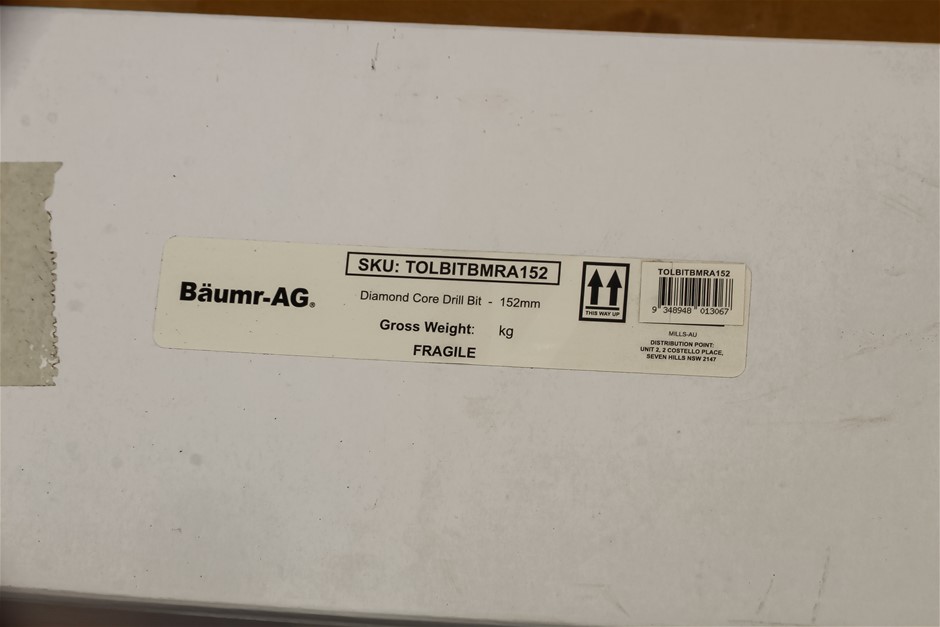 Bäumr-AG®
SKU: TOLBITBMRA152
Diamond Core Drill Bit - 152mm
Gross Weight: kg
FRAGILE
THIS WAY UP
TOLBITBMRA152
9 348948 013067
MILLS-AU
DISTRIBUTION POINT:
UNIT 2, 2 COSTELLO PLACE,
SEVEN HILLS NSW 2147